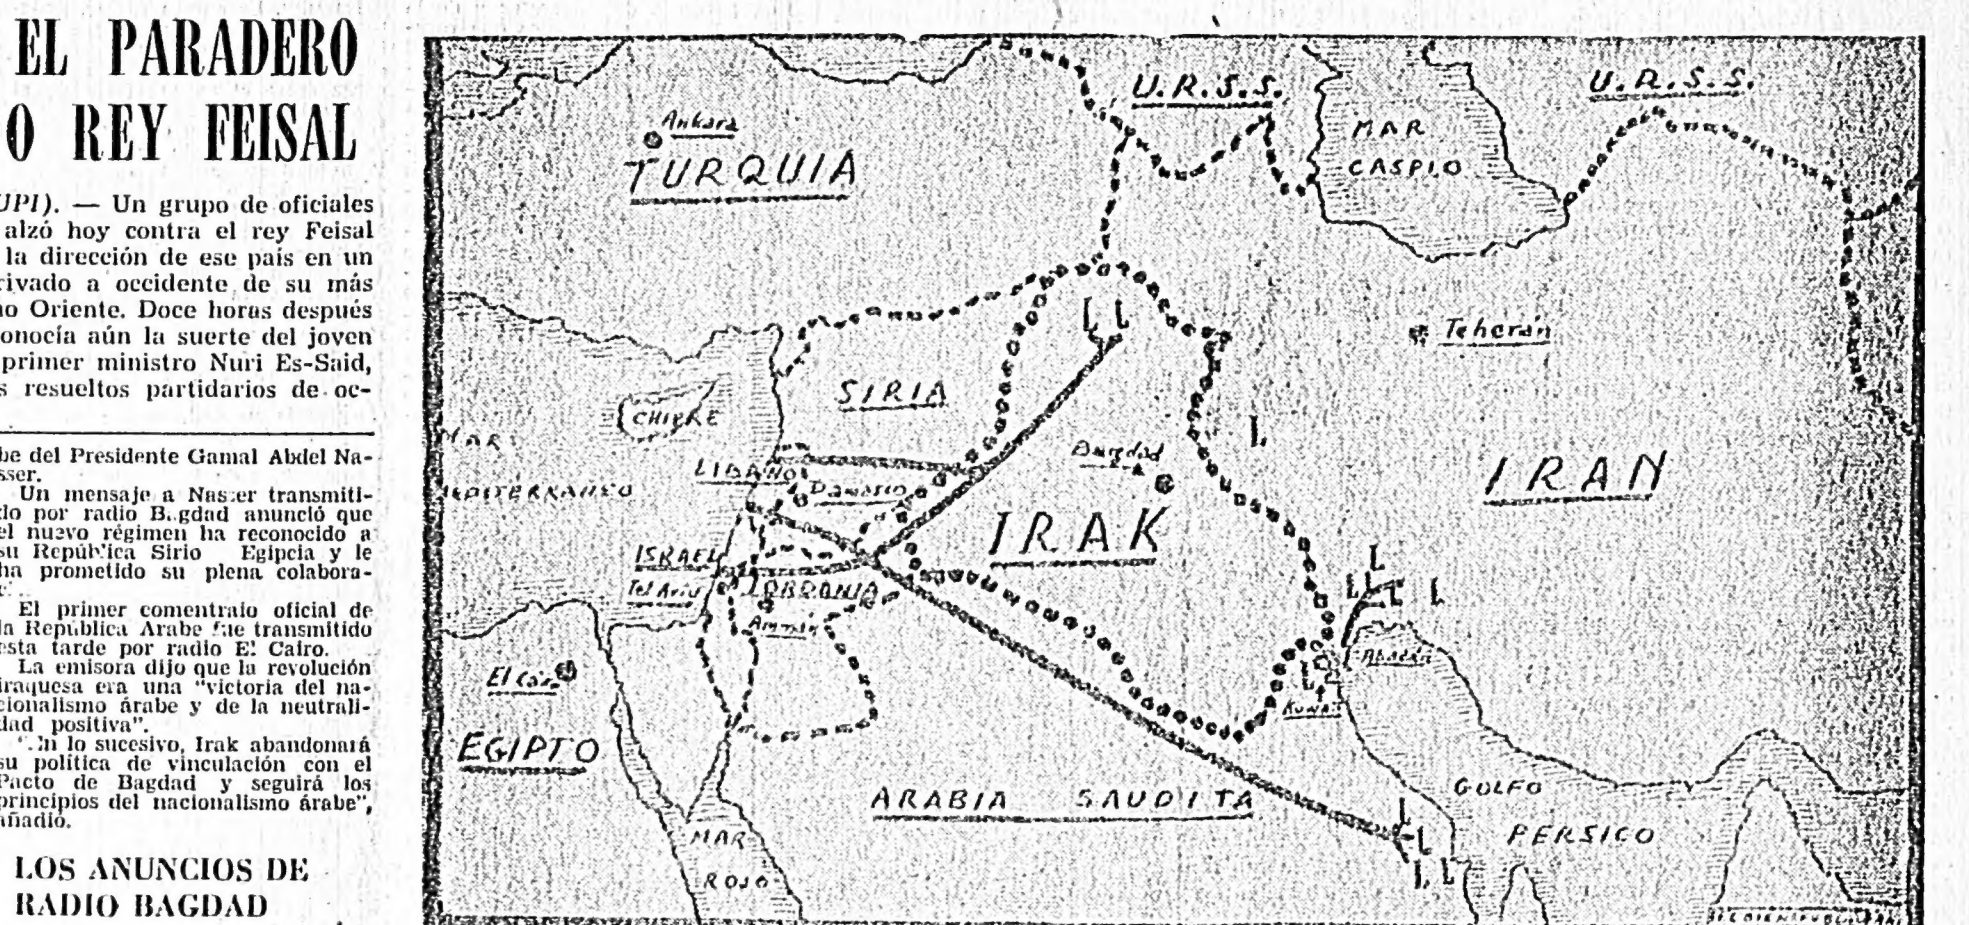 EL PARADERO
O REY FEISAL
UPI). — Un grupo de oficiales
alzó hoy contra el rey Feisal
la dirección de ese país en un
rivado a occidente de su más
no Oriente. Doce horas después
onocía aún la suerte del joven
primer ministro Nuri Es-Said,
s resueltos partidarios de oc-
be del Presidente Gamal Abdel Na-
sser.
Un mensaje a Nasser transmiti-
do por radio Bagdad anunció que
el nuevo régimen ha reconocido a
su República Sirio Egipcia y le
ha prometido su plena colabora-
El primer comentraio oficial de
la República Arabe fue transmitido
esta tarde por radio El Cairo.
La emisora dijo que la revolución
iraquesa era una "victoria del na-
cionalismo árabe y de la neutrali-
dad positiva".
"En lo sucesivo, Irak abandonará
su política de vinculación con el
Pacto de Bagdad y seguirá los
principios del nacionalismo árabe",
añadió.
LOS ANUNCIOS DE
RADIO BAGDAD
U.R.S.S.
U.R.S.S.
Ankara
TURQUIA
MAR
CASPIO
Teherán
SIRIA
CHIPRE
MAR
MEDITERRANEO
LIBANO
Damasco
Bagdad
IRAN
IRAK
ISRAEL
Tel Aviv
JORDANIA
Amman
Abadán
El Cairo
Kuwait
EGIPTO
ARABIA SAUDITA
GOLFO
PERSICO
MAR
ROJO